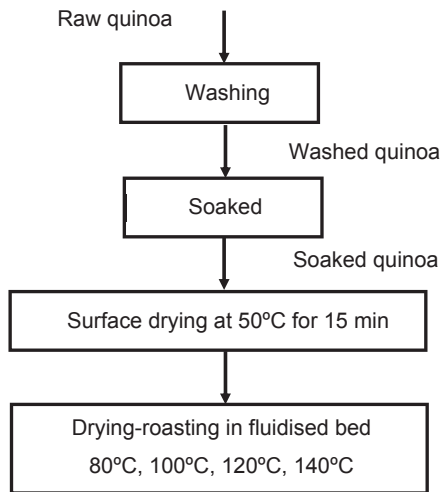 Raw quinoa
Washing
Washed quinoa
Soaked
Soaked quinoa
Surface drying at 50ºC for 15 min
Drying-roasting in fluidised bed
80ºC, 100ºC, 120ºC, 140ºC